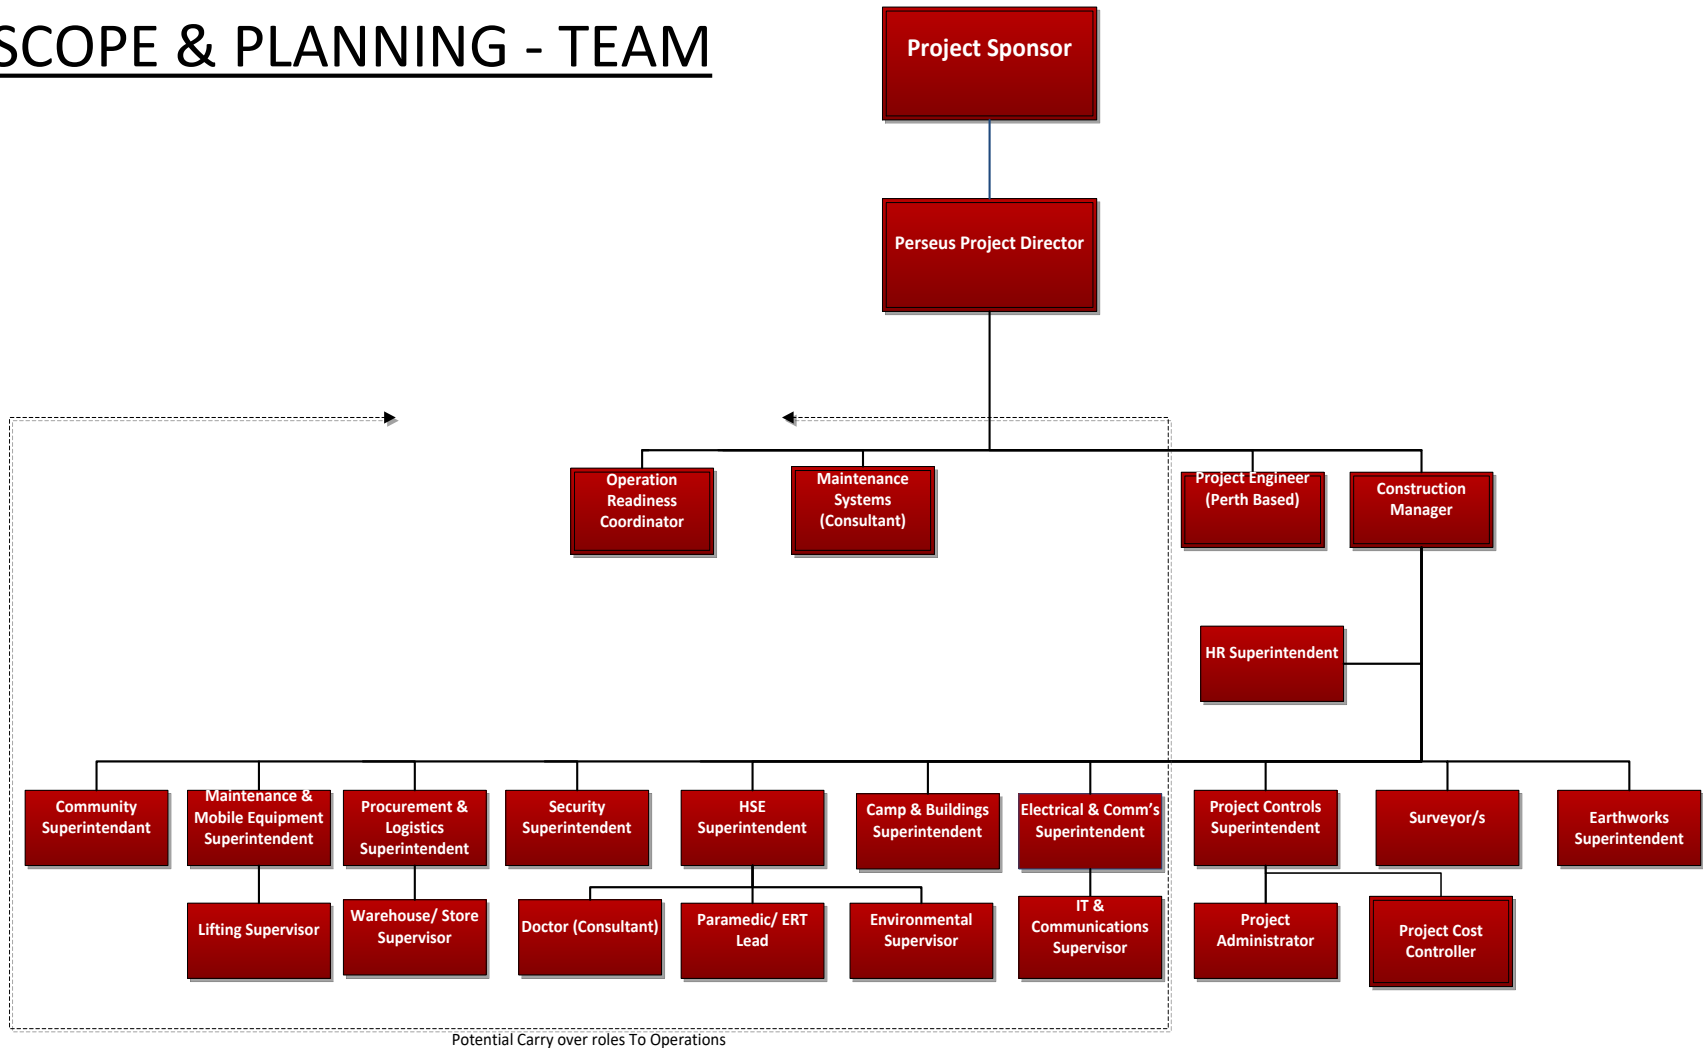 SCOPE & PLANNING - TEAM
Project Sponsor
Perseus Project Director
Operation
Readiness
Coordinator
Maintenance
Systems
(Consultant)
Project Engineer
(Perth Based)
Construction
Manager
HR Superintendent
Community
Superintendant
Maintenance &
Mobile Equipment
Superintendent
Procurement &
Logistics
Superintendent
Security
Superintendent
HSE
Superintendent
Camp & Buildings
Superintendent
Electrical & Comm's
Superintendent
Project Controls
Superintendent
Surveyor/s
Earthworks
Superintendent
Lifting Supervisor
Warehouse/ Store
Supervisor
Doctor (Consultant)
Paramedic/ ERT
Lead
Environmental
Supervisor
IT &
Communications
Supervisor
Project
Administrator
Project Cost
Controller
Potential Carry over roles To Operations